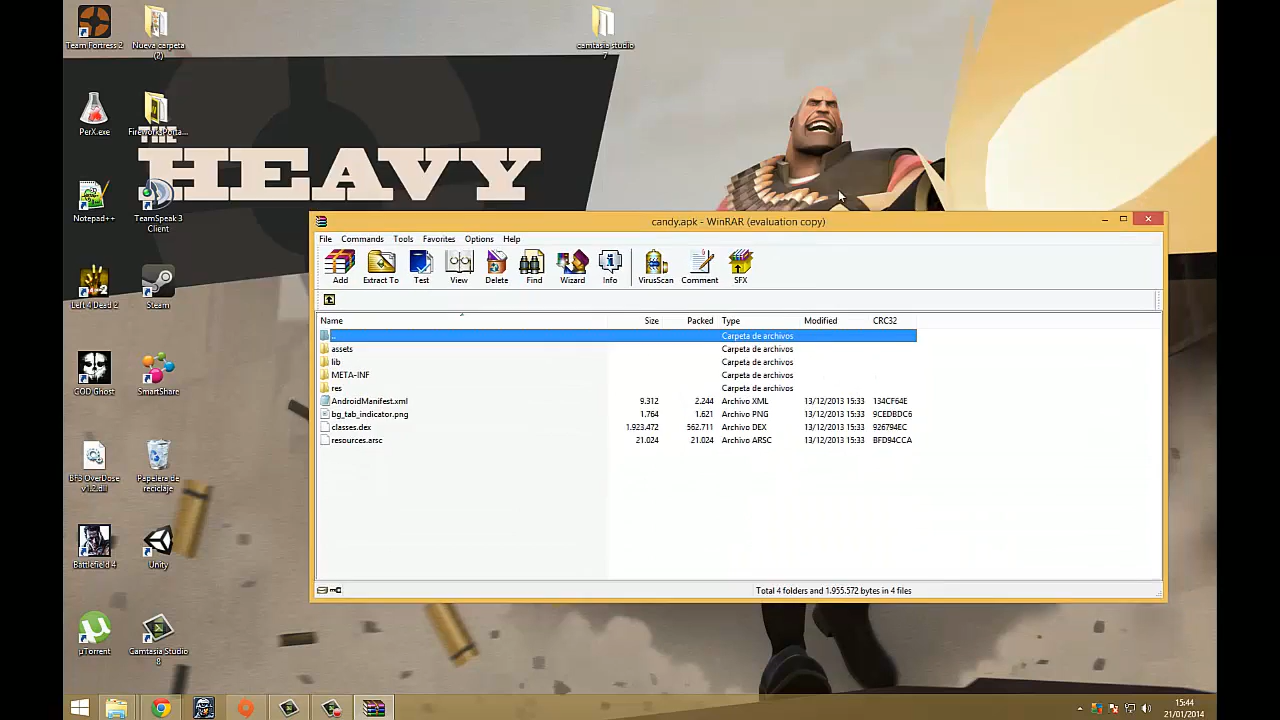 Team Fortress 2
Nueva carpeta
(2)
camtasia studio
7
PerX.exe
FireworksPorta...
THE
HEAVY
Notepad++
TeamSpeak 3
Client
Left 4 Dead 2
Steam
COD Ghost
SmartShare
BF3 OverDose
v1.2.dll
Papelera de
reciclaje
Battlefield 4
Unity
µTorrent
Camtasia Studio
8
candy.apk - WinRAR (evaluation copy)
File Commands Tools Favorites Options Help
Add Extract To Test View Delete Find Wizard Info VirusScan Comment SFX
Name Size Packed Type Modified CRC32
.. Carpeta de archivos
assets Carpeta de archivos
lib Carpeta de archivos
META-INF Carpeta de archivos
res Carpeta de archivos
AndroidManifest.xml 9.312 2.244 Archivo XML 13/12/2013 15:33 134CF64E
bg_tab_indicator.png 1.764 1.621 Archivo PNG 13/12/2013 15:33 9CEDBDC6
classes.dex 1.923.472 562.711 Archivo DEX 13/12/2013 15:33 926794EC
resources.arsc 21.024 21.024 Archivo ARSC 13/12/2013 15:33 BFD94CCA
Total 4 folders and 1.955.572 bytes in 4 files
15:44
21/01/2014